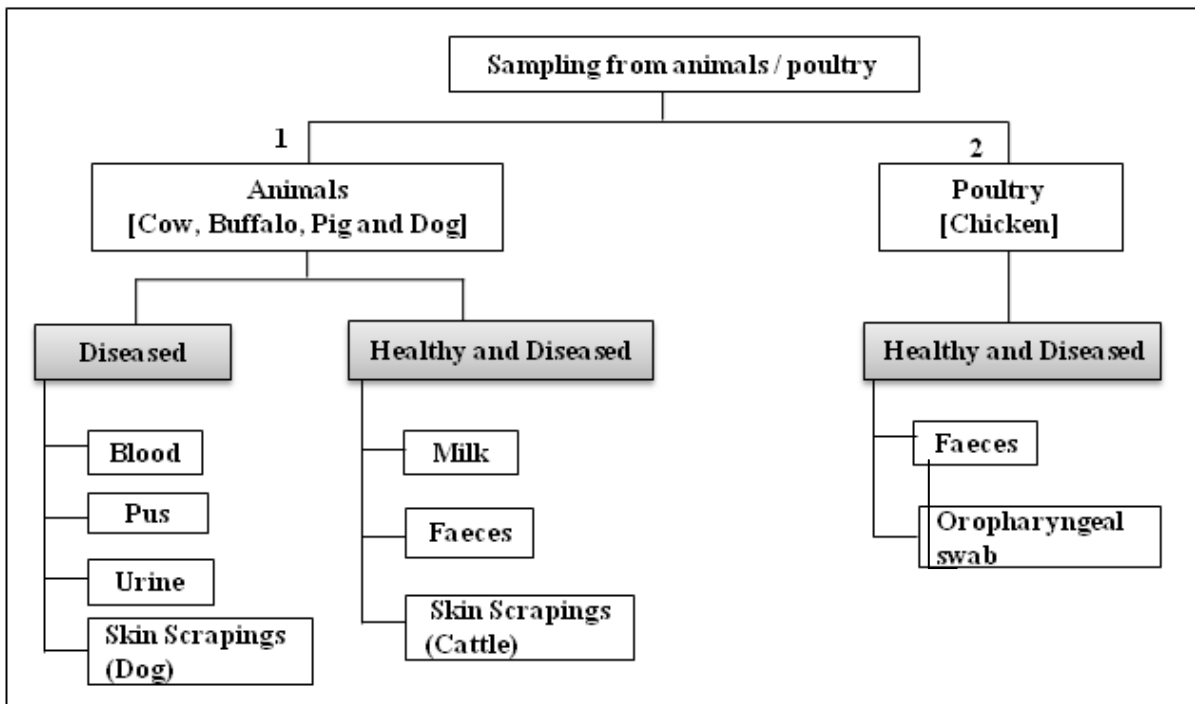 Sampling from animals / poultry
1
2
Animals
[Cow, Buffalo, Pig and Dog]
Poultry
[Chicken]
Diseased
Healthy and Diseased
Healthy and Diseased
Blood
Pus
Urine
Skin Scrapings
(Dog)
Milk
Faeces
Skin Scrapings
(Cattle)
Faeces
Oropharyngeal
swab